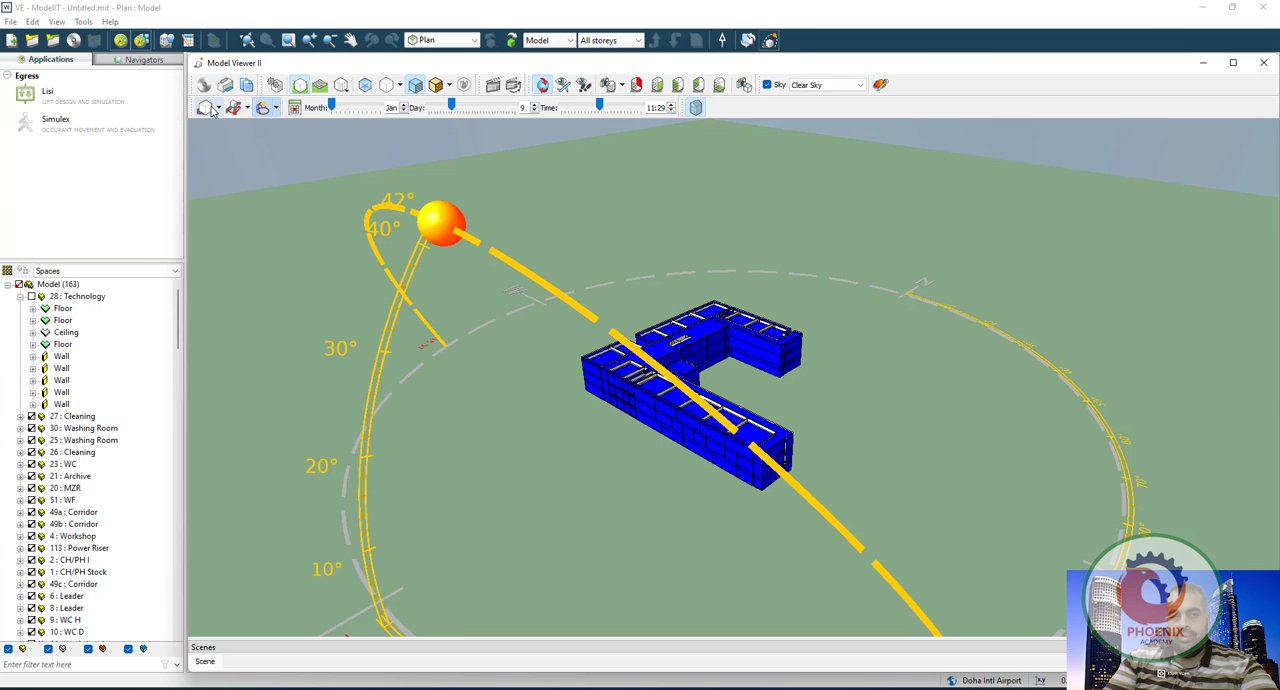 VE - ModelIT - Untitled.mit - Plan : Model
File Edit View Tools Help
Plan Model All storeys
Applications Navigators
Egress
Lisi
LIFT DESIGN AND SIMULATION
Simulex
OCCUPANT MOVEMENT AND EVACUATION
Model Viewer II
Sky Clear Sky
Month: Jan Day: 9 Time: 11:29
Spaces
Model (163)
28 : Technology
Floor
Floor
Ceiling
Floor
Wall
Wall
Wall
Wall
Wall
27 : Cleaning
30 : Washing Room
25 : Washing Room
26 : Cleaning
23 : WC
21 : Archive
20 : MZR
51 : WF
49a : Corridor
49b : Corridor
4 : Workshop
113 : Power Riser
2 : CH/PH I
1 : CH/PH Stock
49c : Corridor
6 : Leader
8 : Leader
9 : WC H
10 : WC D
Enter filter text here
42°
40°
30°
20°
10°
N
Scenes
Scene
Doha Intl Airport
PHOENIX
ACADEMY